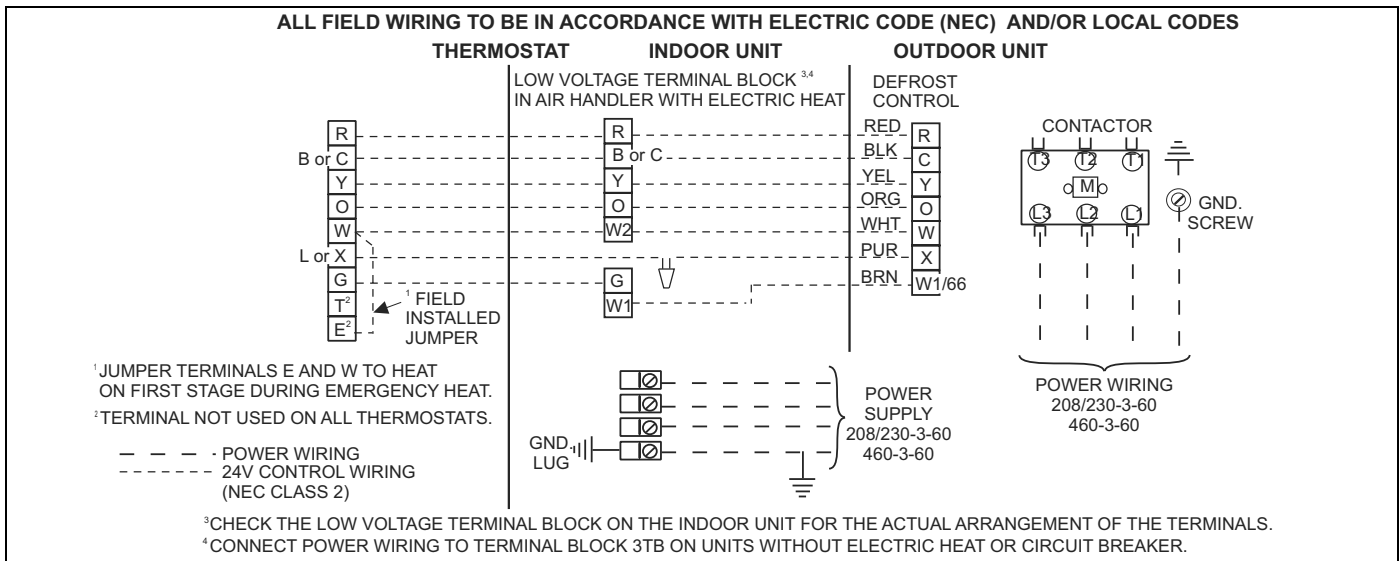 ALL FIELD WIRING TO BE IN ACCORDANCE WITH ELECTRIC CODE (NEC) AND/OR LOCAL CODES
THERMOSTAT INDOOR UNIT OUTDOOR UNIT
LOW VOLTAGE TERMINAL BLOCK 3,4
IN AIR HANDLER WITH ELECTRIC HEAT
DEFROST
CONTROL
R
B or C
Y
O
W
L or X
G
T2
E2
1 FIELD
INSTALLED
JUMPER
R
B or C
Y
O
W2
G
W1
RED R
BLK C
YEL Y
ORG O
WHT W
PUR X
BRN W1/66
CONTACTOR
T3 T2 T1
M
L3 L2 L1
GND.
SCREW
POWER WIRING
208/230-3-60
460-3-60
1 JUMPER TERMINALS E AND W TO HEAT
ON FIRST STAGE DURING EMERGENCY HEAT.
2 TERMINAL NOT USED ON ALL THERMOSTATS.
POWER WIRING
24V CONTROL WIRING
(NEC CLASS 2)
GND.
LUG
POWER
SUPPLY
208/230-3-60
460-3-60
3 CHECK THE LOW VOLTAGE TERMINAL BLOCK ON THE INDOOR UNIT FOR THE ACTUAL ARRANGEMENT OF THE TERMINALS.
4 CONNECT POWER WIRING TO TERMINAL BLOCK 3TB ON UNITS WITHOUT ELECTRIC HEAT OR CIRCUIT BREAKER.